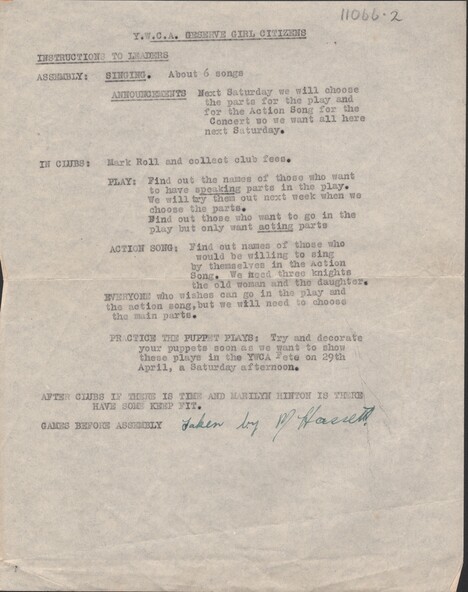 11066.2
Y.W.C.A. GESERVE GIRL CITIZENS
INSTRUCTIONS TO LEADERS
ASSEMBLY: SINGING. About 6 songs
ANNOUNCEMENTS Next Saturday we will choose
the parts for the play and
for the Action Song for the
Concert so we want all here
next Saturday.
IN CLUBS: Mark Roll and collect club fees.
PLAY: Find out the names of those who want
to have speaking parts in the play.
We will try them out next week when we
choose the parts.
Find out those who want to go in the
play but only want acting parts
ACTION SONG: Find out names of those who
would be willing to sing
by themselves in the Action
Song. We need three knights
the old woman and the daughter.
EVERYONE who wishes can go in the play and
the action song,but we will need to choose
the main parts.
PRACTICE THE PUPPET PLAYS: Try and decorate
your puppets soon as we want to show
these plays in the YWCA Fete on 29th
April, a Saturday afternoon.
AFTER CLUBS IF THERE IS TIME AND MARILYN HINTON IS THERE
HAVE SOME KEMP FIT.
GAMES BEFORE ASSEMBLY Taken by M Hassett